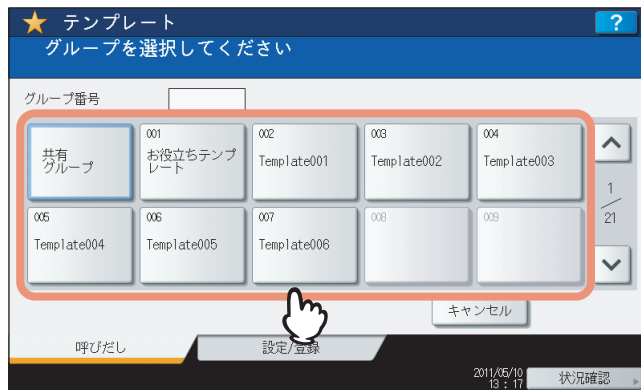 テンプレート
?
グループを選択してください
グループ番号
共有
グループ
001
お役立ちテンプ
レート
002
Template001
003
Template002
004
Template003
1
21
005
Template004
006
Template005
007
Template006
008
009
キャンセル
呼びだし
設定/登録
2011/05/10
13 : 17
状況確認